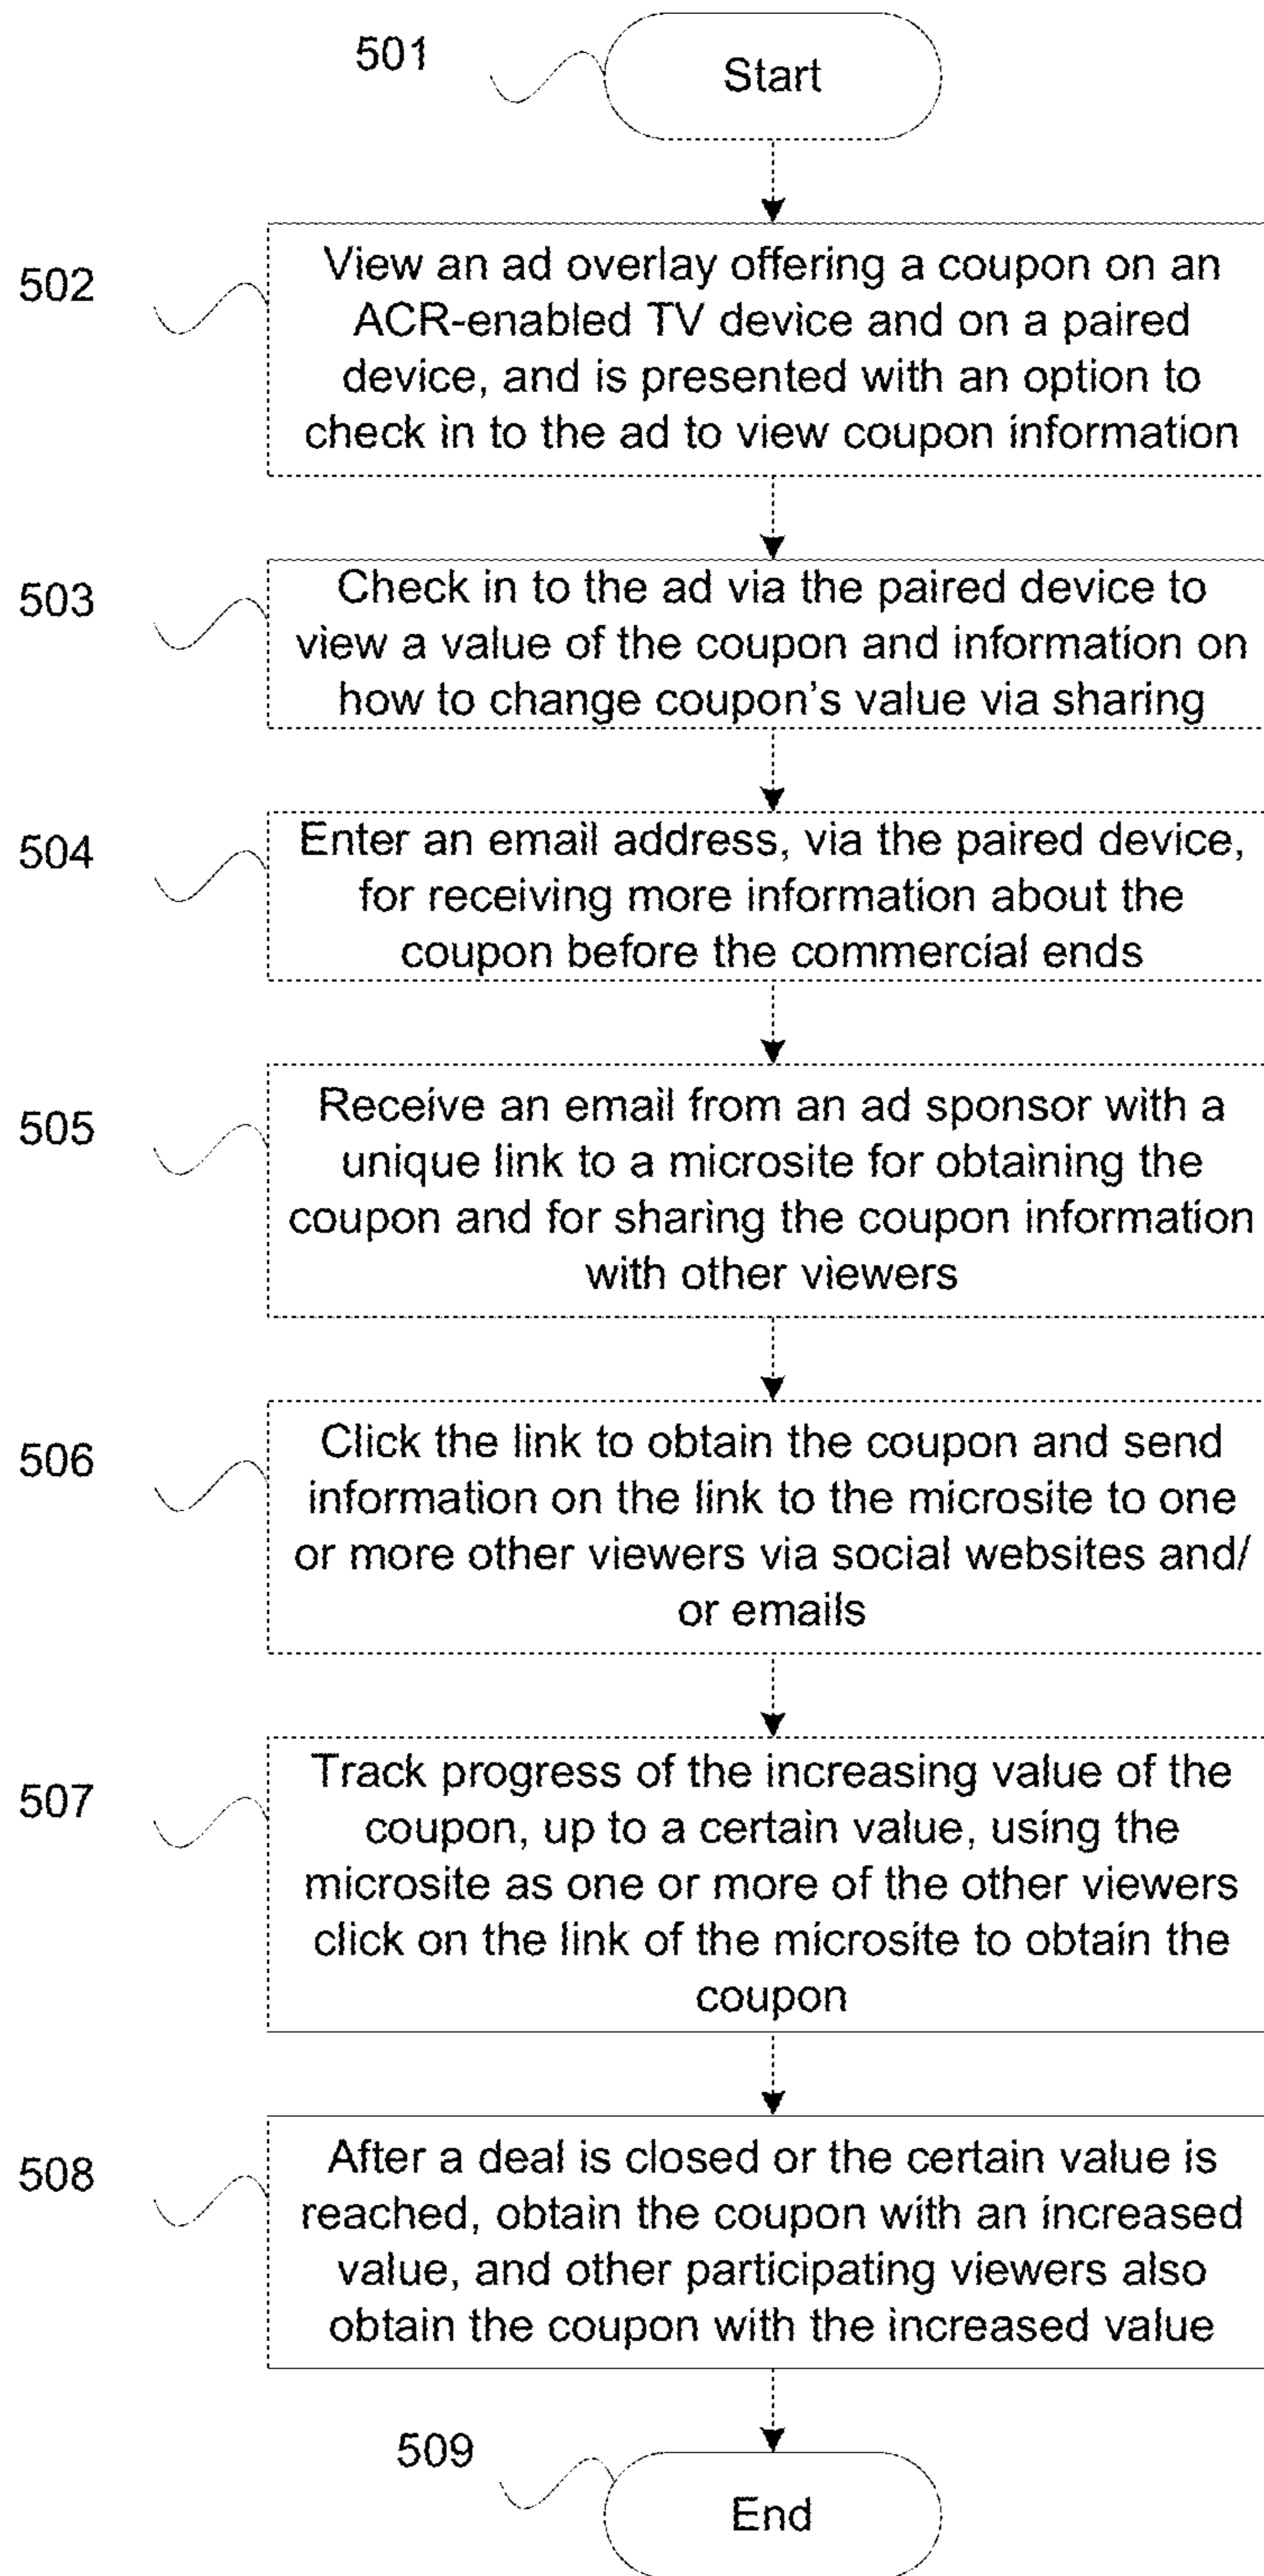 501
Start
502
View an ad overlay offering a coupon on an
ACR-enabled TV device and on a paired
device, and is presented with an option to
check in to the ad to view coupon information
503
Check in to the ad via the paired device to
view a value of the coupon and information on
how to change coupon's value via sharing
504
Enter an email address, via the paired device,
for receiving more information about the
coupon before the commercial ends
505
Receive an email from an ad sponsor with a
unique link to a microsite for obtaining the
coupon and for sharing the coupon information
with other viewers
506
Click the link to obtain the coupon and send
information on the link to the microsite to one
or more other viewers via social websites and/
or emails
507
Track progress of the increasing value of the
coupon, up to a certain value, using the
microsite as one or more of the other viewers
click on the link of the microsite to obtain the
coupon
508
After a deal is closed or the certain value is
reached, obtain the coupon with an increased
value, and other participating viewers also
obtain the coupon with the increased value
509
End